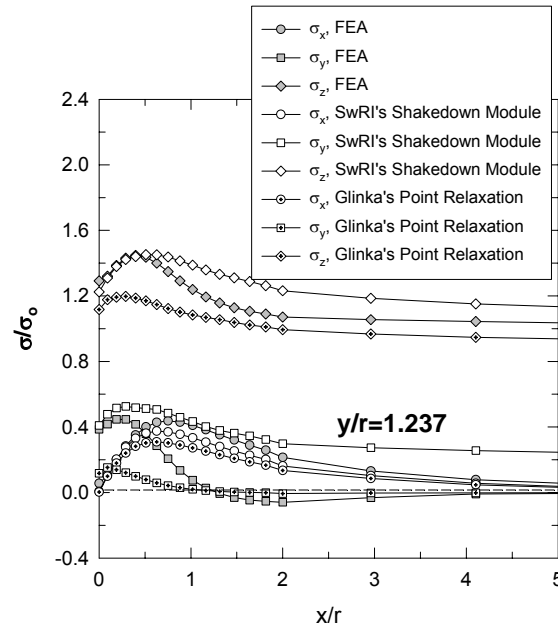 σx, FEA
σy, FEA
σz, FEA
σx, SwRI's Shakedown Module
σy, SwRI's Shakedown Module
σz, SwRI's Shakedown Module
σx, Glinka's Point Relaxation
σy, Glinka's Point Relaxation
σz, Glinka's Point Relaxation
2.4
2.0
1.6
1.2
0.8
0.4
0.0
-0.4
σ/σo
y/r=1.237
0 1 2 3 4 5
x/r